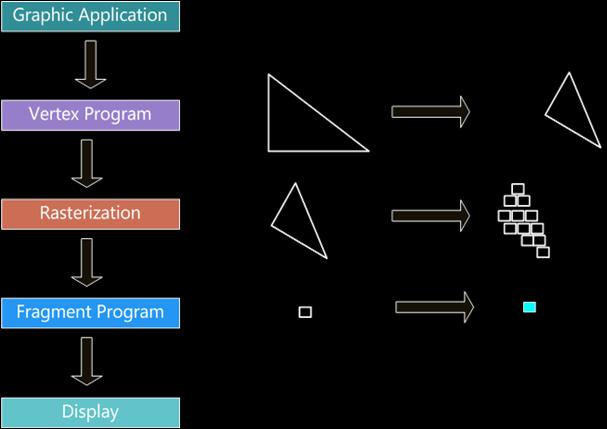 Graphic Application
Vertex Program
Rasterization
Fragment Program
Display